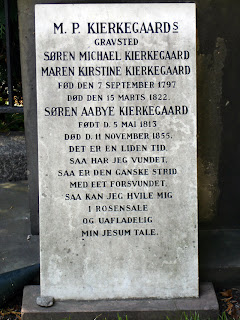 M. P. KIERKEGAARDS
GRAVSTED
SØREN MICHAEL KIERKEGAARD
MAREN KIRSTINE KIERKEGAARD
FØD DEN 7 SEPTEMBER 1797
DØD DEN 15 MARTS 1822.
SØREN AABYE KIERKEGAARD
FØDT D. 5 MAI 1813
DØD D. 11 NOVEMBER 1855.
DET ER EN LIDEN TID,
SAA HAR JEG VUNDET,
SAA ER DEN GANSKE STRID
MED EET FORSVUNDET,
SAA KAN JEG HVILE MIG
I ROSENSALE
OG UAFLADELIG
MIN JESUM TALE.